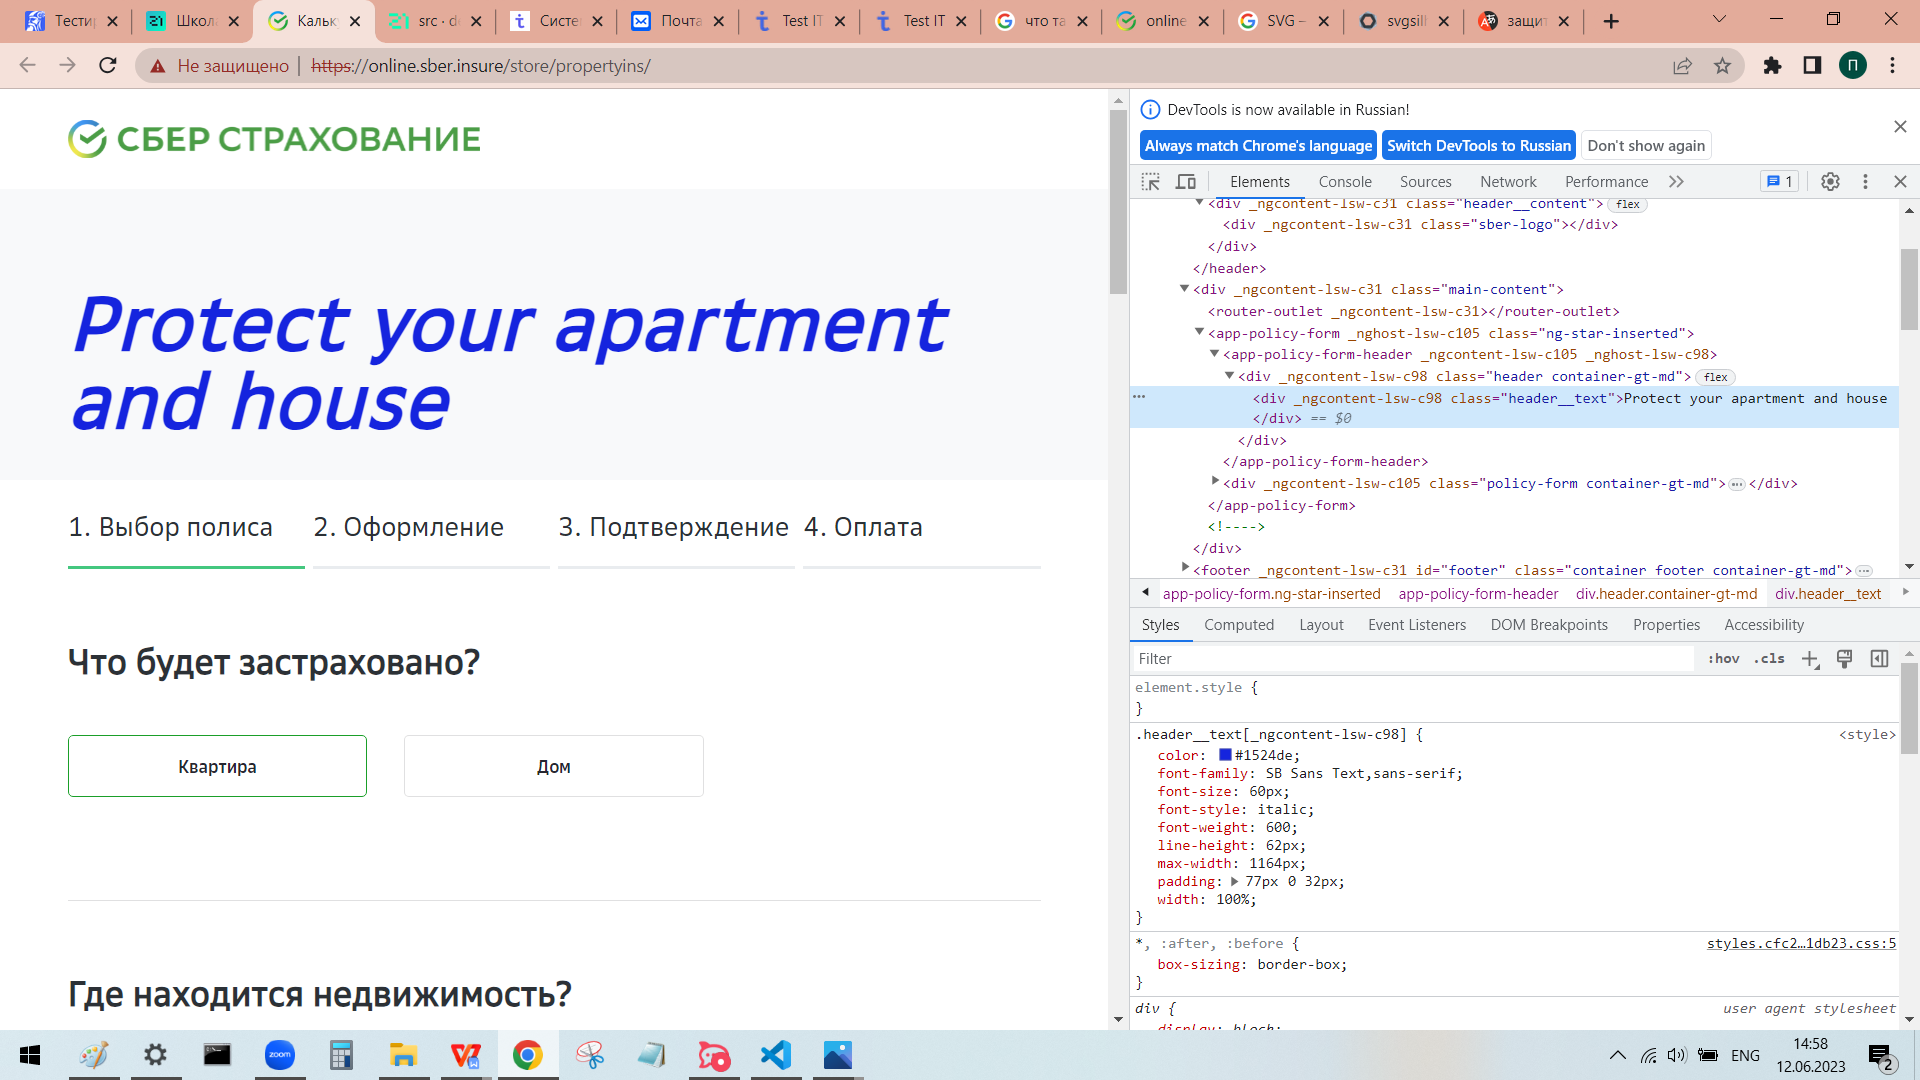 Тестир
Школа
Кальку
src · d
Систе
Почта
Test IT
Test IT
что та
online
SVG –
svgsil
защит
Не защищено | https://online.sber.insure/store/propertyins/
П
СБЕР СТРАХОВАНИЕ
Protect your apartment
and house
1. Выбор полиса
2. Оформление
3. Подтверждение
4. Оплата
Что будет застраховано?
Квартира
Дом
Где находится недвижимость?
DevTools is now available in Russian!
Always match Chrome's language
Switch DevTools to Russian
Don't show again
Elements
Console
Sources
Network
Performance
1
<div _ngcontent-lsw-c31 class="header__content"> flex
<div _ngcontent-lsw-c31 class="sber-logo"></div>
</div>
</header>
<div _ngcontent-lsw-c31 class="main-content">
<router-outlet _ngcontent-lsw-c31></router-outlet>
<app-policy-form _nghost-lsw-c105 class="ng-star-inserted">
<app-policy-form-header _ngcontent-lsw-c105 _nghost-lsw-c98>
<div _ngcontent-lsw-c98 class="header container-gt-md"> flex
<div _ngcontent-lsw-c98 class="header__text">Protect your apartment and house
</div> == $0
</div>
</app-policy-form-header>
<div _ngcontent-lsw-c105 class="policy-form container-gt-md">…</div>
</app-policy-form>
<!---->
</div>
<footer _ngcontent-lsw-c31 id="footer" class="container footer container-gt-md">…
app-policy-form.ng-star-inserted
app-policy-form-header
div.header.container-gt-md
div.header__text
Styles
Computed
Layout
Event Listeners
DOM Breakpoints
Properties
Accessibility
Filter
:hov
.cls
element.style {
}
.header__text[_ngcontent-lsw-c98] {
<style>
color: #1524de;
font-family: SB Sans Text,sans-serif;
font-size: 60px;
font-style: italic;
font-weight: 600;
line-height: 62px;
max-width: 1164px;
padding: 77px 0 32px;
width: 100%;
}
*, :after, :before {
styles.cfc2…1db23.css:5
box-sizing: border-box;
}
div {
user agent stylesheet
display: block;
zoom
ENG
14:58
12.06.2023
2